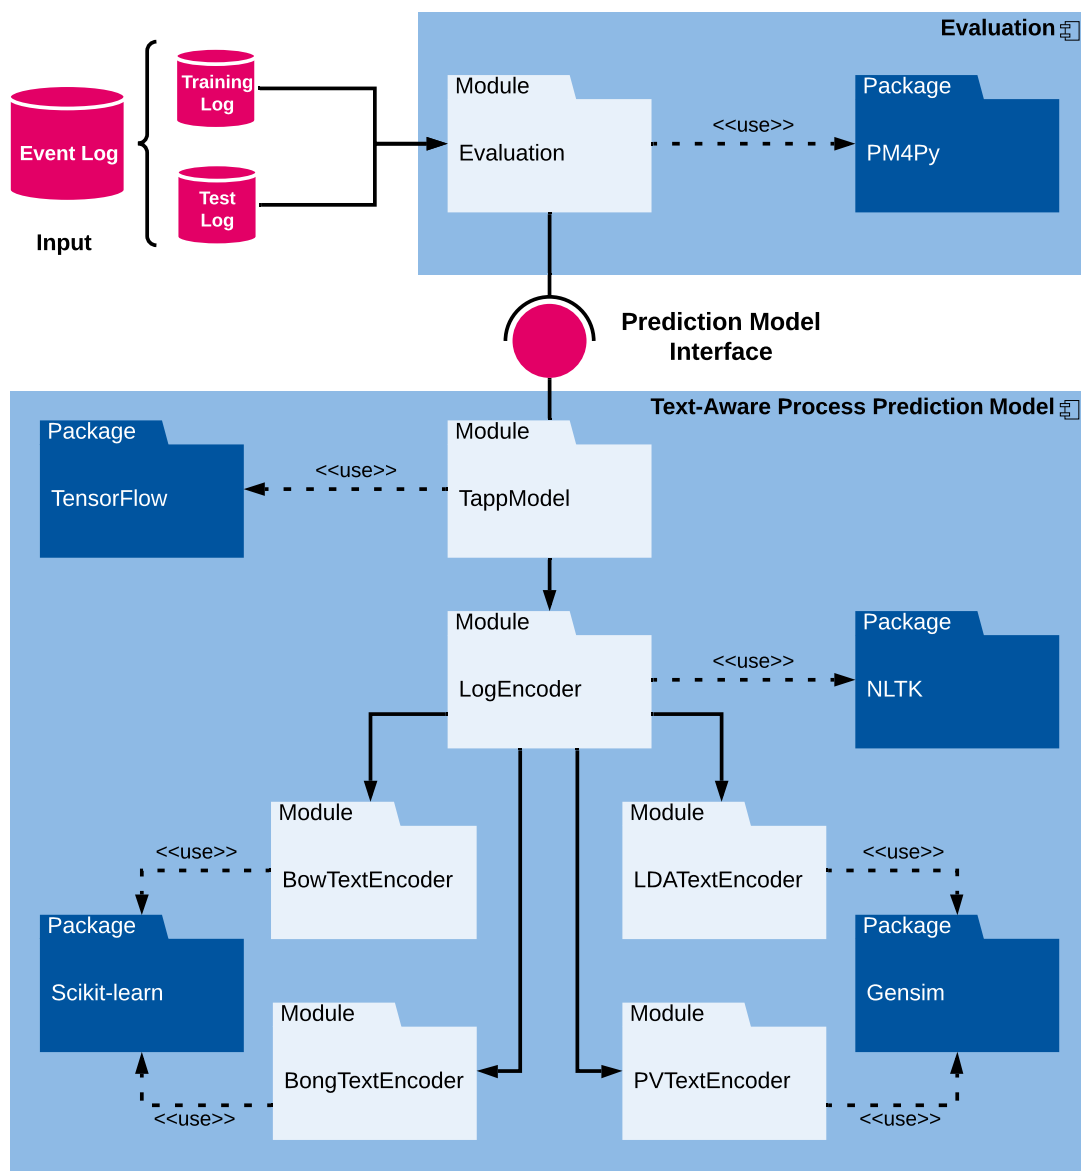 Evaluation
Training
Log
Event Log
Test
Log
Input
Module
Evaluation
<<use>>
Package
PM4Py
Prediction Model
Interface
Text-Aware Process Prediction Model
Package
TensorFlow
<<use>>
Module
TappModel
Module
LogEncoder
<<use>>
Package
NLTK
Module
BowTextEncoder
<<use>>
Module
LDATextEncoder
<<use>>
Package
Scikit-learn
Package
Gensim
Module
BongTextEncoder
<<use>>
Module
PVTextEncoder
<<use>>